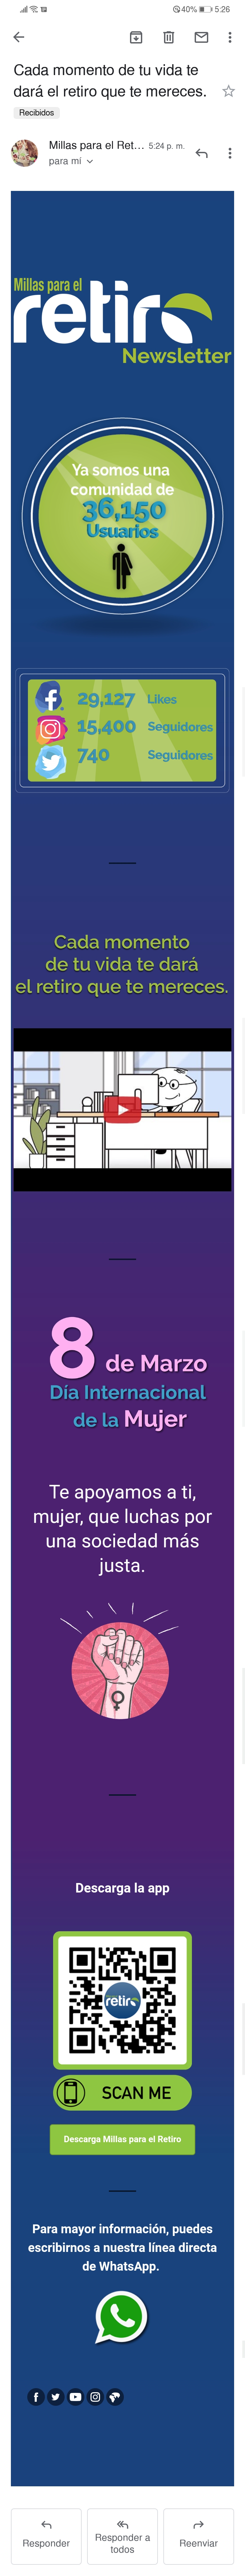 40% 5:26
Cada momento de tu vida te
dará el retiro que te mereces.
Recibidos
Millas para el Ret... 5:24 p. m.
para mí
Millas para el
retiro
Newsletter
Ya somos una
comunidad de
36,150
Usuarios
29,127 Likes
15,400 Seguidores
740 Seguidores
Cada momento
de tu vida te dará
el retiro que te mereces.
8 de Marzo
Día Internacional
de la Mujer
Te apoyamos a ti,
mujer, que luchas por
una sociedad más
justa.
Descarga la app
retiro
SCAN ME
Descarga Millas para el Retiro
Para mayor información, puedes
escribirnos a nuestra línea directa
de WhatsApp.
Responder
Responder a
todos
Reenviar